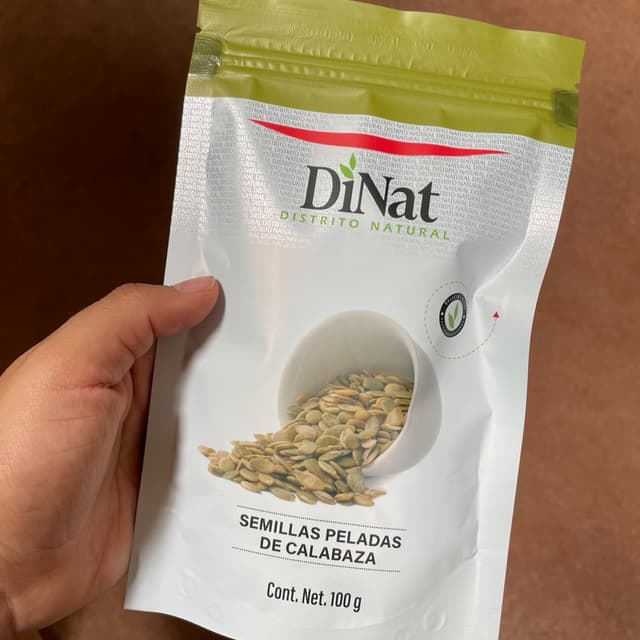 DiNat
DISTRITO NATURAL
SEMILLAS PELADAS
DE CALABAZA
Cont. Net. 100 g